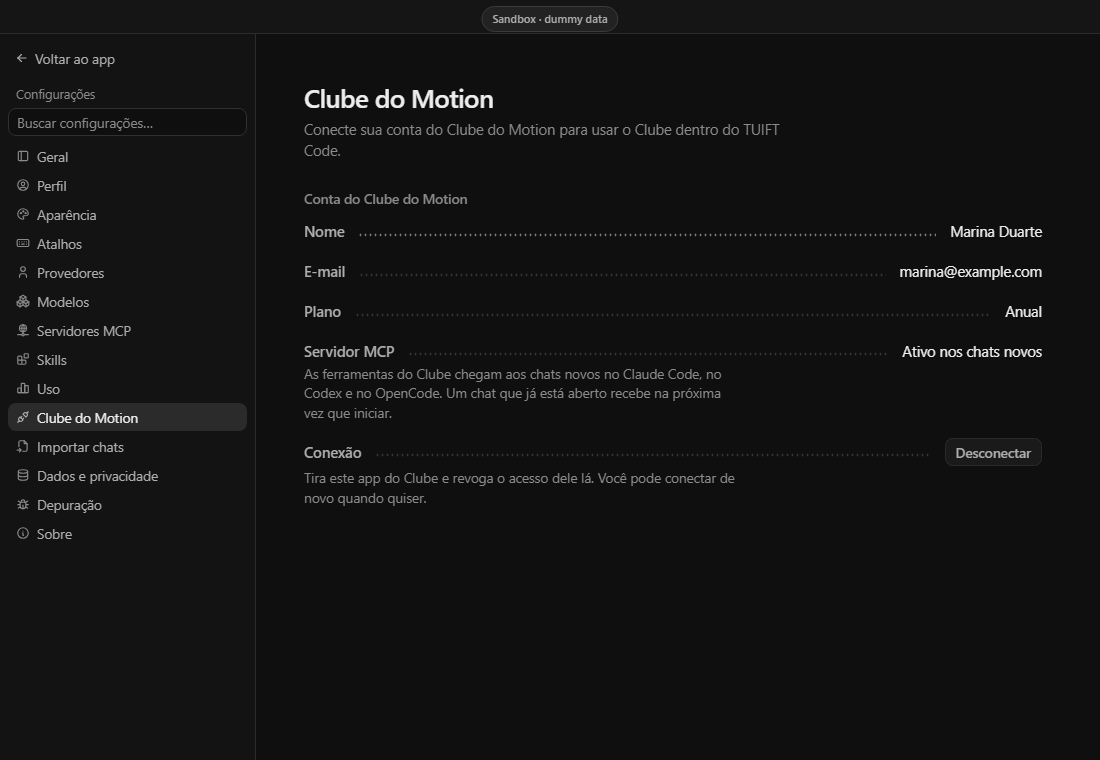 Sandbox · dummy data
Voltar ao app
Configurações
Buscar configurações...
Geral
Perfil
Aparência
Atalhos
Provedores
Modelos
Servidores MCP
Skills
Uso
Clube do Motion
Importar chats
Dados e privacidade
Depuração
Sobre
Clube do Motion
Conecte sua conta do Clube do Motion para usar o Clube dentro do TUIFT
Code.
Conta do Clube do Motion
Nome Marina Duarte
E-mail marina@example.com
Plano Anual
Servidor MCP Ativo nos chats novos
As ferramentas do Clube chegam aos chats novos no Claude Code, no
Codex e no OpenCode. Um chat que já está aberto recebe na próxima
vez que iniciar.
Conexão Desconectar
Tira este app do Clube e revoga o acesso dele lá. Você pode conectar de
novo quando quiser.